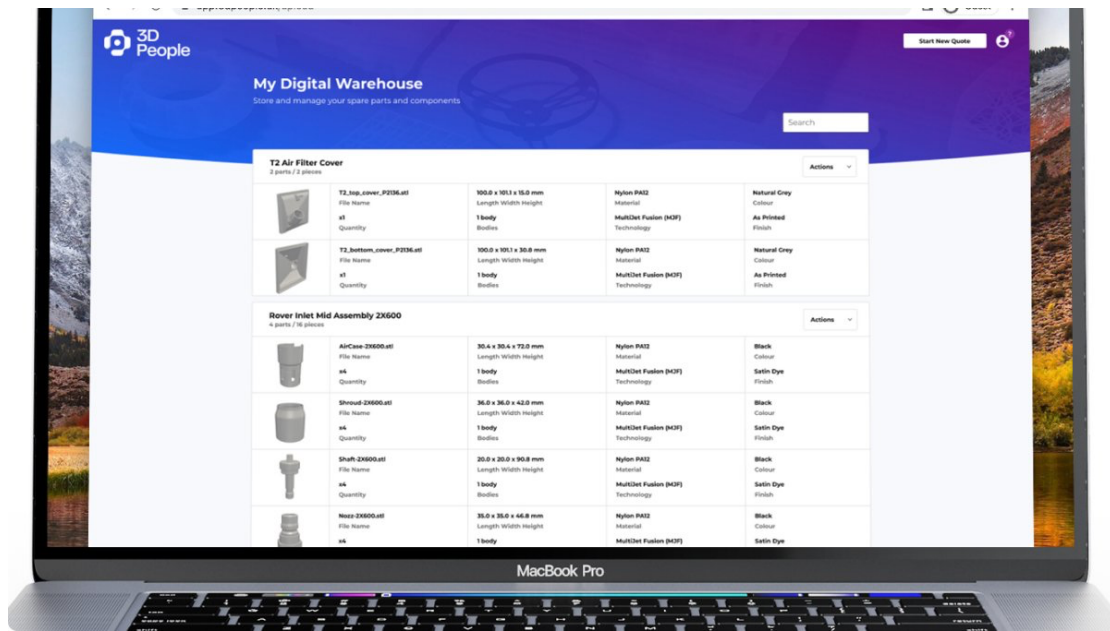 3D
People
Start New Quote
?
My Digital Warehouse
Store and manage your spare parts and components
Search
T2 Air Filter Cover
2 parts / 2 pieces
Actions
T2_top_cover_P2136.stl
100.0 x 101.1 x 15.0 mm
Nylon PA12
Natural Grey
File Name
Length Width Height
Material
Colour
x1
1 body
MultiJet Fusion (MJF)
As Printed
Quantity
Bodies
Technology
Finish
T2_bottom_cover_P2136.stl
100.0 x 101.1 x 30.8 mm
Nylon PA12
Natural Grey
File Name
Length Width Height
Material
Colour
x1
1 body
MultiJet Fusion (MJF)
As Printed
Quantity
Bodies
Technology
Finish
Rover Inlet Mid Assembly 2X600
4 parts / 16 pieces
Actions
AirCase-2X600.stl
30.4 x 30.4 x 72.0 mm
Nylon PA12
Black
File Name
Length Width Height
Material
Colour
x4
1 body
MultiJet Fusion (MJF)
Satin Dye
Quantity
Bodies
Technology
Finish
Shroud-2X600.stl
36.0 x 36.0 x 42.0 mm
Nylon PA12
Black
File Name
Length Width Height
Material
Colour
x4
1 body
MultiJet Fusion (MJF)
Satin Dye
Quantity
Bodies
Technology
Finish
Shaft-2X600.stl
20.0 x 20.0 x 90.8 mm
Nylon PA12
Black
File Name
Length Width Height
Material
Colour
x4
1 body
MultiJet Fusion (MJF)
Satin Dye
Quantity
Bodies
Technology
Finish
Nozz-2X600.stl
35.0 x 35.0 x 46.8 mm
Nylon PA12
Black
File Name
Length Width Height
Material
Colour
x4
1 body
MultiJet Fusion (MJF)
Satin Dye
MacBook Pro